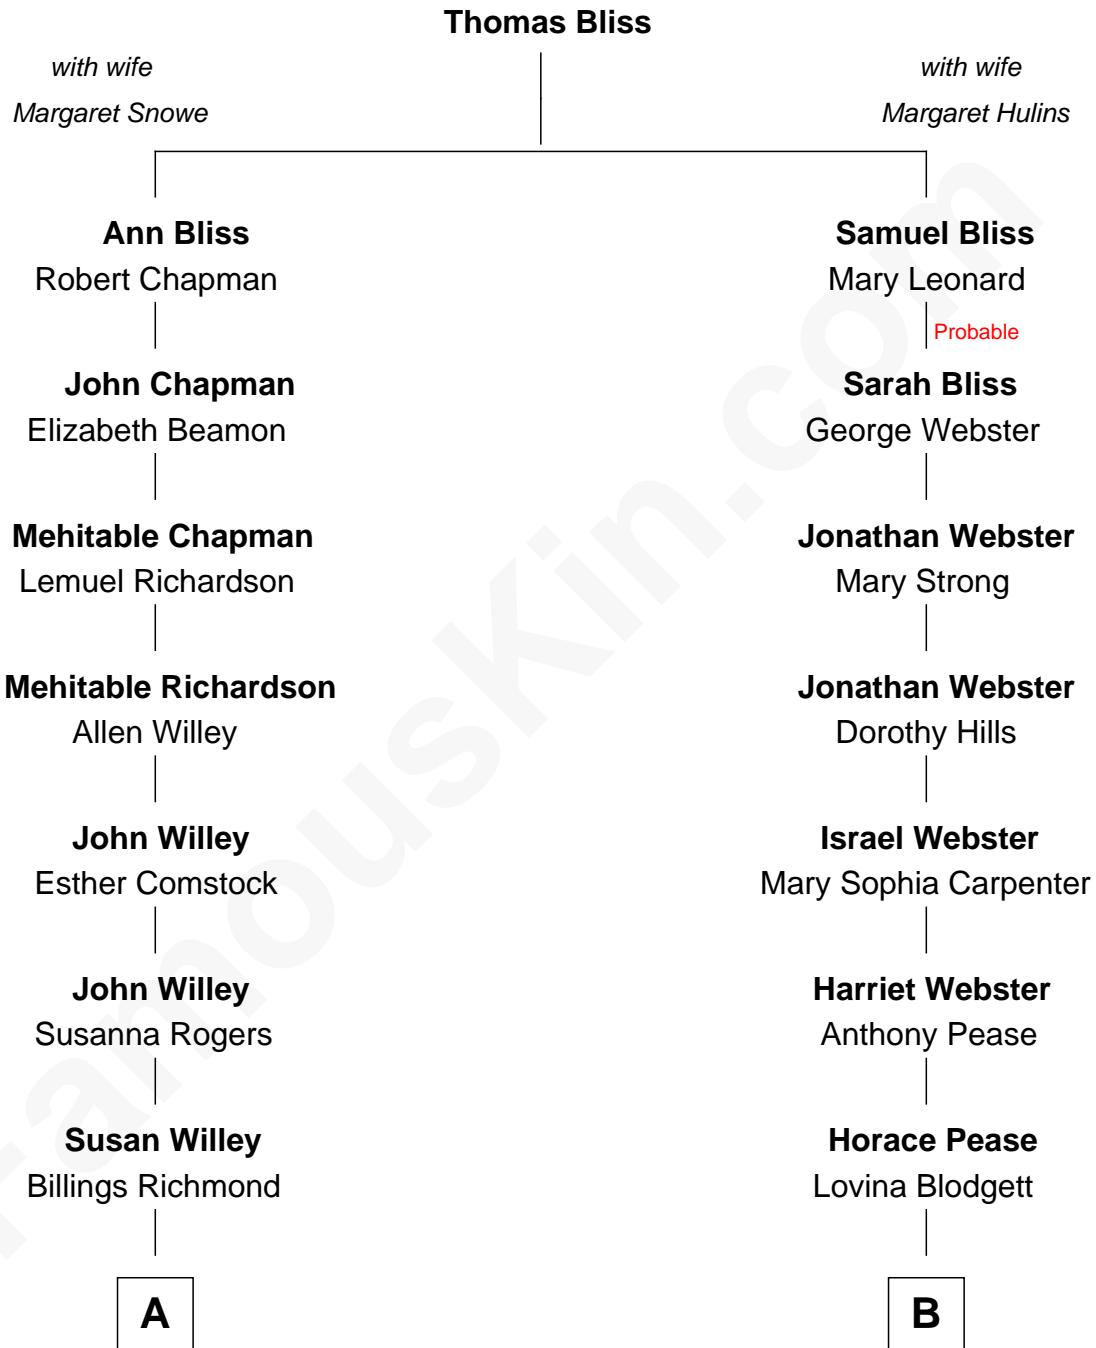 Thomas Bliss
with wife
Margaret Snowe
with wife
Margaret Hulins
Ann Bliss
Robert Chapman
John Chapman
Elizabeth Beamon
Mehitable Chapman
Lemuel Richardson
Mehitable Richardson
Allen Willey
John Willey
Esther Comstock
John Willey
Susanna Rogers
Susan Willey
Billings Richmond
A
Samuel Bliss
Mary Leonard
Probable
Sarah Bliss
George Webster
Jonathan Webster
Mary Strong
Jonathan Webster
Dorothy Hills
Israel Webster
Mary Sophia Carpenter
Harriet Webster
Anthony Pease
Horace Pease
Lovina Blodgett
B
FamousKin.com